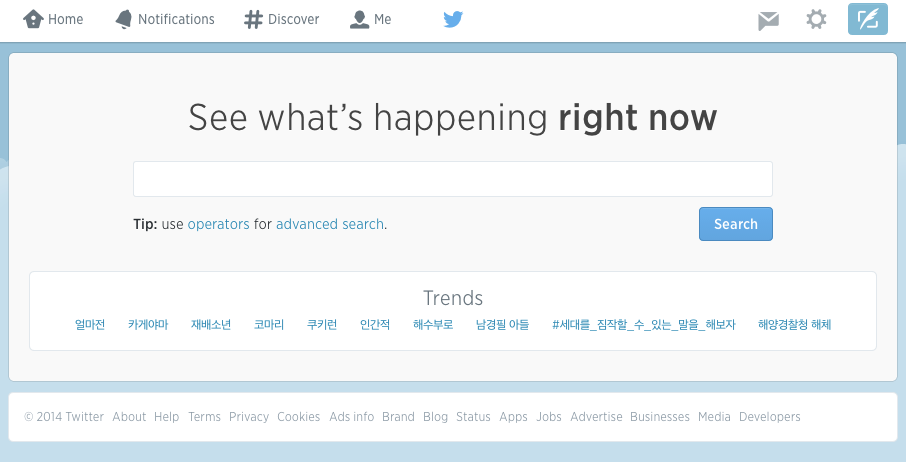 Home Notifications Discover Me
See what's happening right now
Tip: use operators for advanced search.
Search
Trends
얼마전 카게야마 재배소년 코마리 쿠키런 인간적 해수부로 남경필 아들 #세대를_짐작할_수_있는_말을_해보자 해양경찰청 해체
© 2014 Twitter About Help Terms Privacy Cookies Ads info Brand Blog Status Apps Jobs Advertise Businesses Media Developers